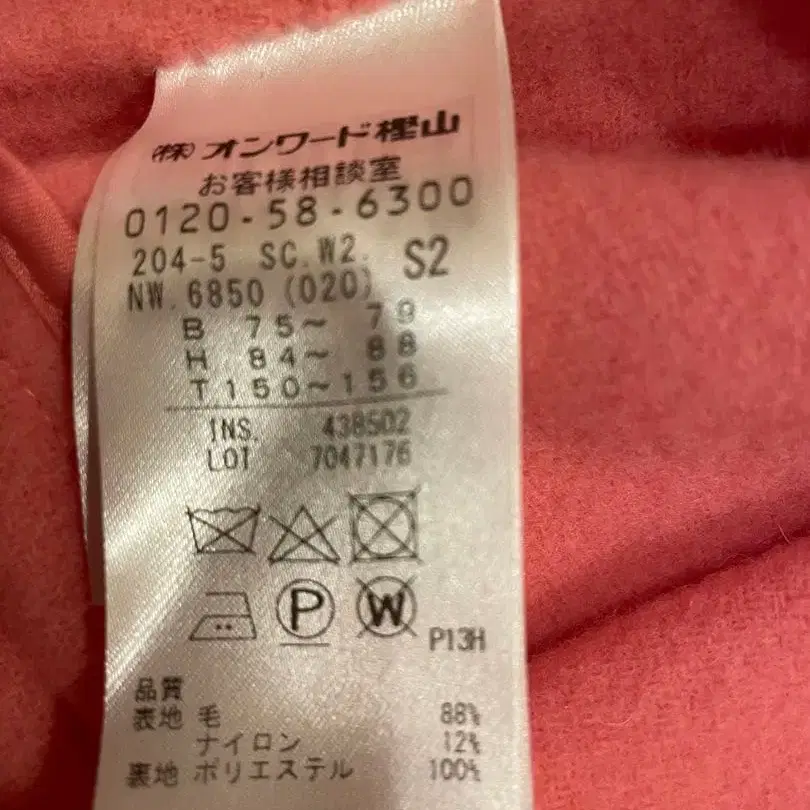 ㈱オンワード樫山
お客様相談室
0120-58-6300
204-5 SC.W2. S2
NW.6850 (020)
B 75〜 79
H 84〜 88
T.150〜156
INS. 438502
LOT 7047176
P W P13H
品質
表地 毛 88%
ナイロン 12%
裏地 ポリエステル 100%